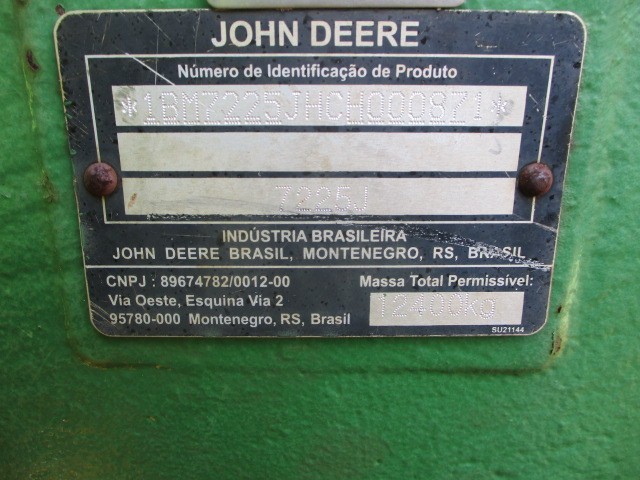 JOHN DEERE
Número de Identificação de Produto
*1BM7225JHCH000871*
7225J
INDÚSTRIA BRASILEIRA
JOHN DEERE BRASIL, MONTENEGRO, RS, BRASIL
CNPJ : 89674782/0012-00
Massa Total Permissível:
Via Oeste, Esquina Via 2
12400kg
95780-000 Montenegro, RS, Brasil
SU21144